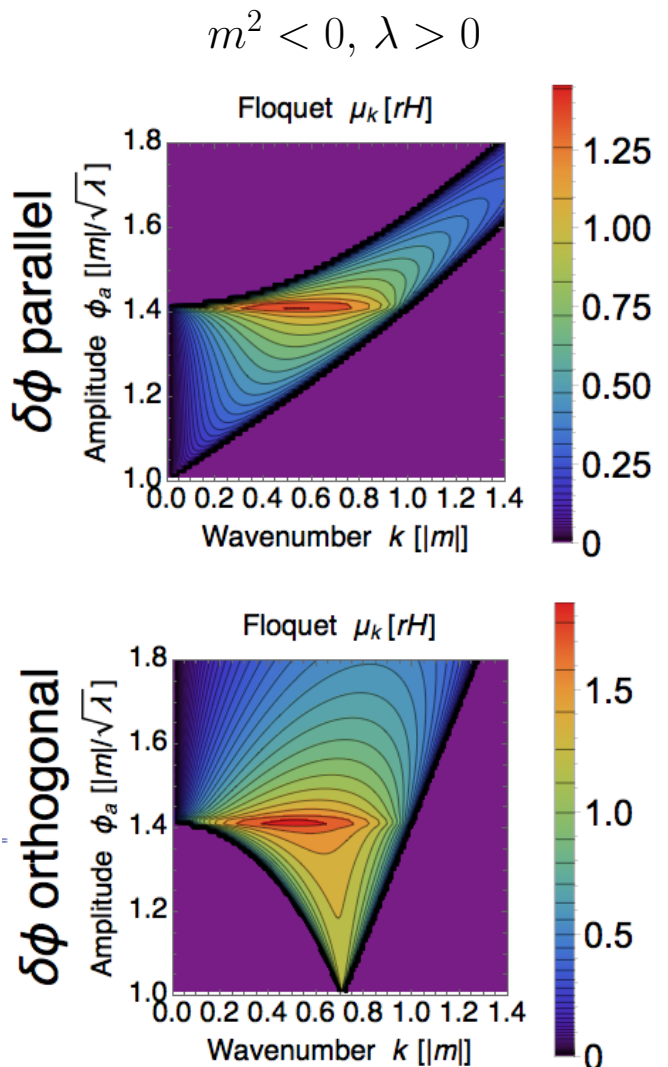 m² < 0, λ > 0
Floquet μk [rH]
δϕ parallel
Amplitude ϕa [|m|/√λ]
1.8
1.6
1.4
1.2
1.0
0.0 0.2 0.4 0.6 0.8 1.0 1.2 1.4
Wavenumber k [|m|]
1.25
1.00
0.75
0.50
0.25
0
Floquet μk [rH]
δϕ orthogonal
Amplitude ϕa [|m|/√λ]
1.8
1.6
1.4
1.2
1.0
0.0 0.2 0.4 0.6 0.8 1.0 1.2 1.4
Wavenumber k [|m|]
1.5
1.0
0.5
0